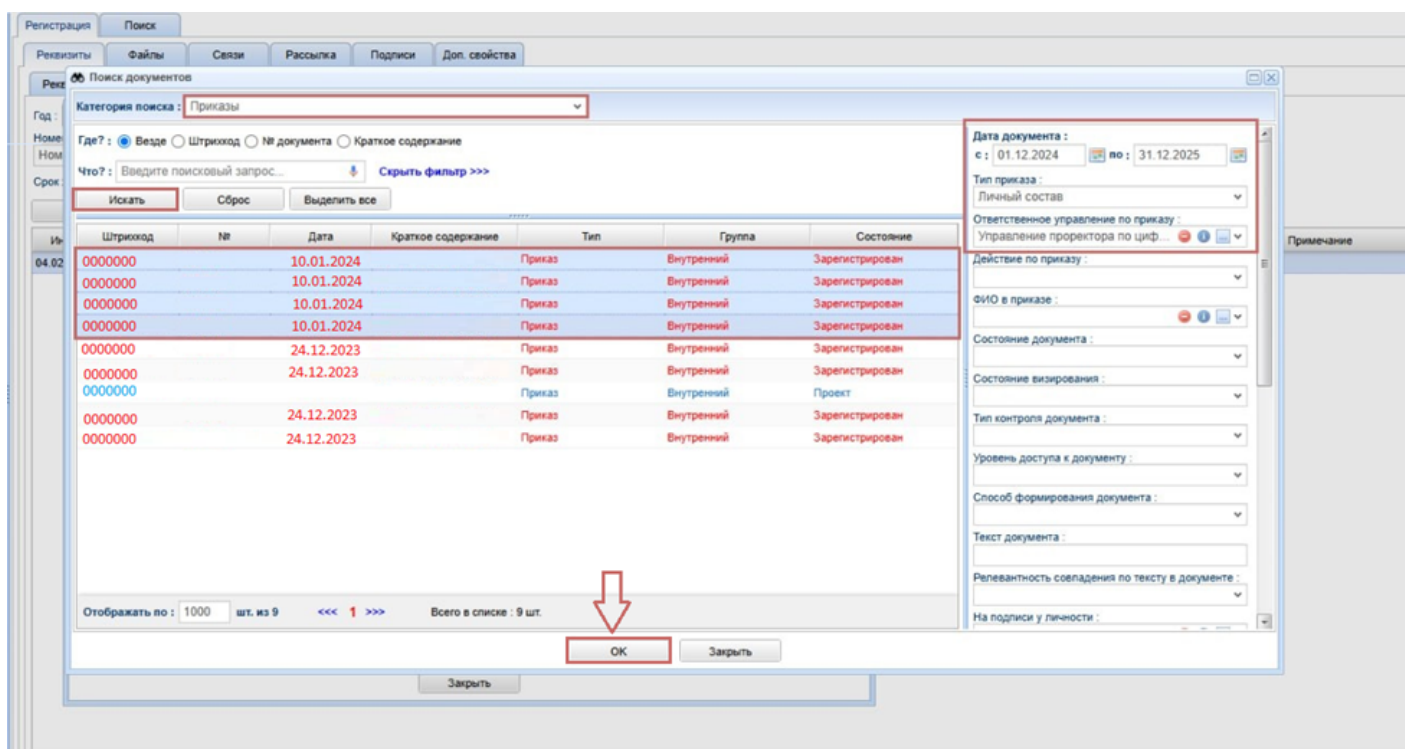 Регистрация Поиск
Реквизиты Файлы Связи Рассылка Подписи Доп. свойства
Поиск документов
Категория поиска : Приказы
Год :
Где? : Везде Штрихкод № документа Краткое содержание
Что? : Введите поисковый запрос... Скрыть фильтр >>>
Срок
Искать Сброс Выделить все
Штрихкод № Дата Краткое содержание Тип Группа Состояние
Примечание
04.02
0000000 10.01.2024 Приказ Внутренний Зарегистрирован
0000000 10.01.2024 Приказ Внутренний Зарегистрирован
0000000 10.01.2024 Приказ Внутренний Зарегистрирован
0000000 10.01.2024 Приказ Внутренний Зарегистрирован
0000000 24.12.2023 Приказ Внутренний Зарегистрирован
0000000 24.12.2023 Приказ Внутренний Зарегистрирован
0000000 Приказ Внутренний Проект
0000000 24.12.2023 Приказ Внутренний Зарегистрирован
0000000 24.12.2023 Приказ Внутренний Зарегистрирован
Отображать по : 1000 шт. из 9 <<< 1 >>> Всего в списке : 9 шт.
OK Закрыть
Закрыть
Дата документа :
с : 01.12.2024 по : 31.12.2025
Тип приказа :
Личный состав
Ответственное управление по приказу :
Управление проректора по циф...
Действие по приказу :
ФИО в приказе :
Состояние документа :
Состояние визирования :
Тип контроля документа :
Уровень доступа к документу :
Способ формирования документа :
Текст документа :
Релевантность совпадения по тексту в документе :
На подписи у личности :